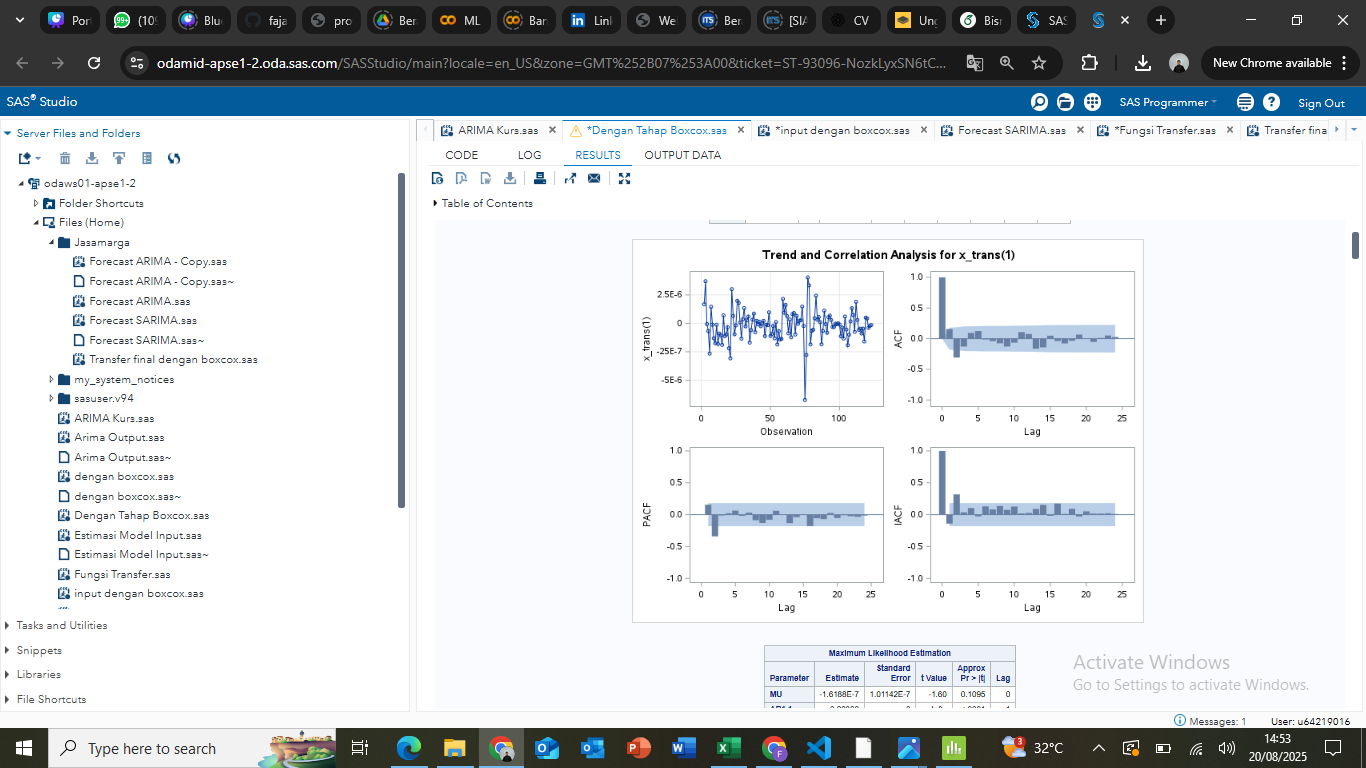 Port
(10
Blue
faja
pro
Ber
ML
Ban
Link
We
Ber
[SIA
CV
Ung
Bisr
SAS
odamid-apse1-2.oda.sas.com/SASStudio/main?locale=en_US&zone=GMT%252B07%253A00&ticket=ST-93096-NozkLyxSN6tC...
New Chrome available
SAS® Studio
SAS Programmer
Sign Out
Server Files and Folders
odaws01-apse1-2
Folder Shortcuts
Files (Home)
Jasamarga
Forecast ARIMA - Copy.sas
Forecast ARIMA - Copy.sas~
Forecast ARIMA.sas
Forecast SARIMA.sas
Forecast SARIMA.sas~
Transfer final dengan boxcox.sas
my_system_notices
sasuser.v94
ARIMA Kurs.sas
Arima Output.sas
Arima Output.sas~
dengan boxcox.sas
dengan boxcox.sas~
Dengan Tahap Boxcox.sas
Estimasi Model Input.sas
Estimasi Model Input.sas~
Fungsi Transfer.sas
input dengan boxcox.sas
Tasks and Utilities
Snippets
Libraries
File Shortcuts
ARIMA Kurs.sas
*Dengan Tahap Boxcox.sas
*input dengan boxcox.sas
Forecast SARIMA.sas
*Fungsi Transfer.sas
Transfer fina
CODE LOG RESULTS OUTPUT DATA
Table of Contents
Trend and Correlation Analysis for x_trans(1)
x_trans(1)
2.5E-6
0
-25E-7
-5E-6
0 50 100
Observation
ACF
1.0
0.5
0.0
-0.5
-1.0
0 5 10 15 20 25
Lag
PACF
1.0
0.5
0.0
-0.5
-1.0
0 5 10 15 20 25
Lag
IACF
1.0
0.5
0.0
-0.5
-1.0
0 5 10 15 20 25
Lag
Maximum Likelihood Estimation
Parameter Estimate Standard Error t Value Approx Pr > |t| Lag
MU -1.6168E-7 1.01142E-7 -1.60 0.1095 0
Activate Windows
Go to Settings to activate Windows.
Messages: 1
User: u64219016
Type here to search
3
32°C
14:53
20/08/2025